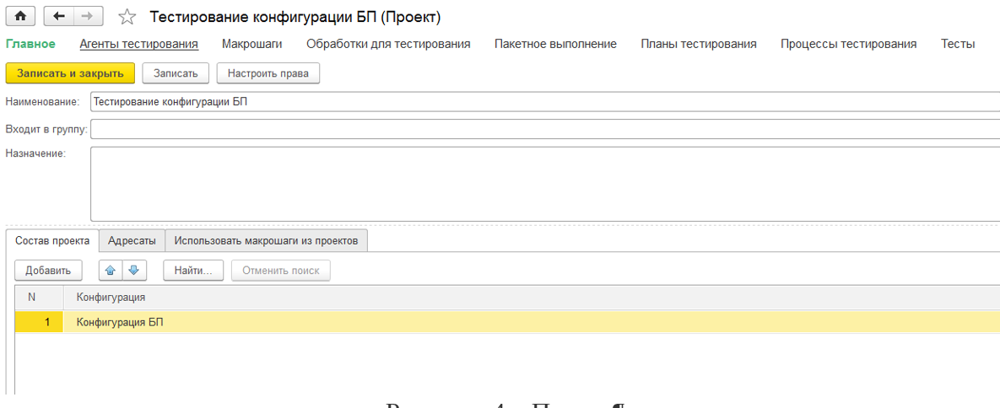 Тестирование конфигурации БП (Проект)
Главное Агенты тестирования Макрошаги Обработки для тестирования Пакетное выполнение Планы тестирования Процессы тестирования Тесты
Записать и закрыть Записать Настроить права
Наименование: Тестирование конфигурации БП
Входит в группу:
Назначение:
Состав проекта Адресаты Использовать макрошаги из проектов
Добавить Найти... Отменить поиск
N Конфигурация
1 Конфигурация БП